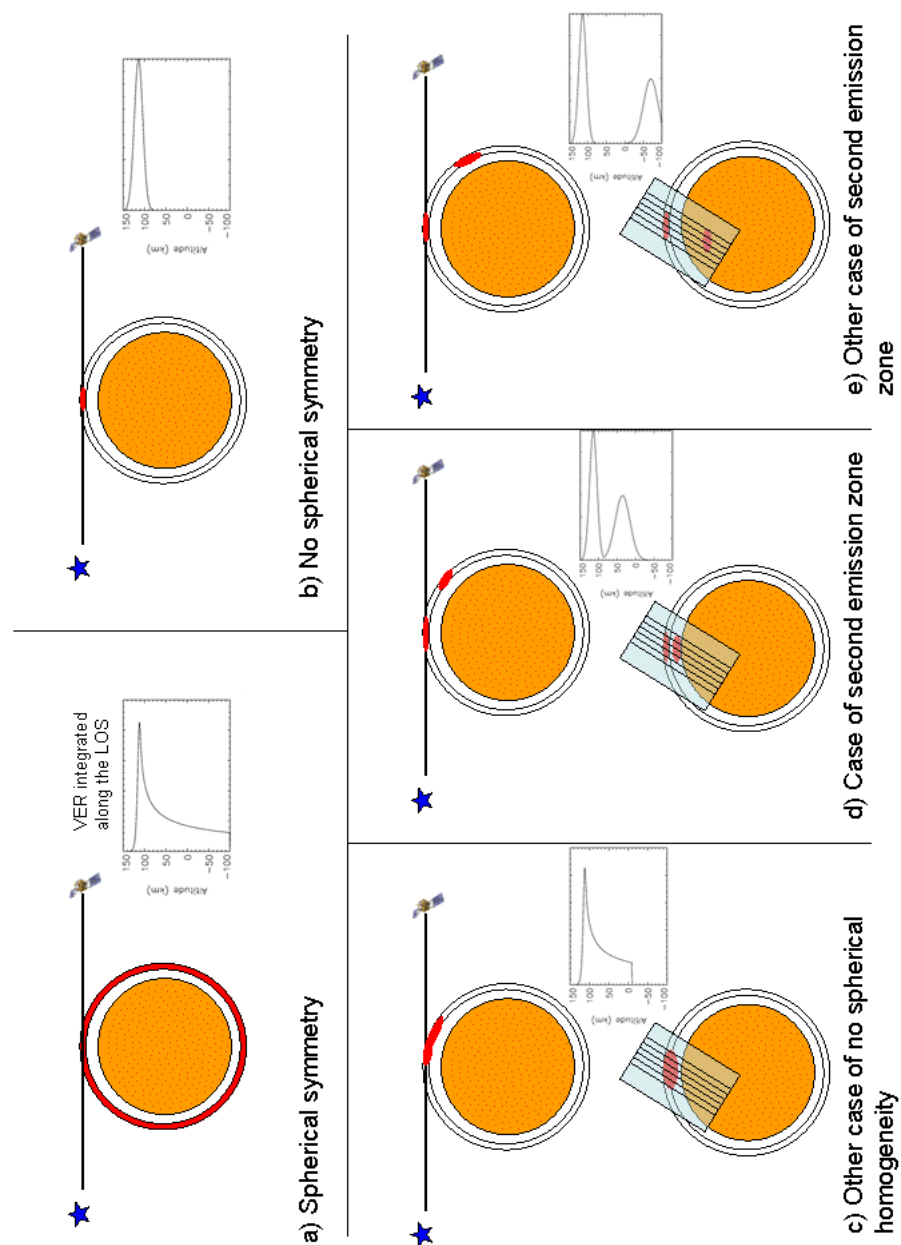 VER integrated
along the LOS
150
100
50
0
-50
-100
Altitude (km)
a) Spherical symmetry
150
100
50
0
-50
-100
Altitude (km)
b) No spherical symmetry
150
100
50
0
-50
-100
Altitude (km)
c) Other case of no spherical
homogeneity
150
100
50
0
-50
-100
Altitude (km)
d) Case of second emission zone
150
100
50
0
-50
-100
Altitude (km)
e) Other case of second emission
zone